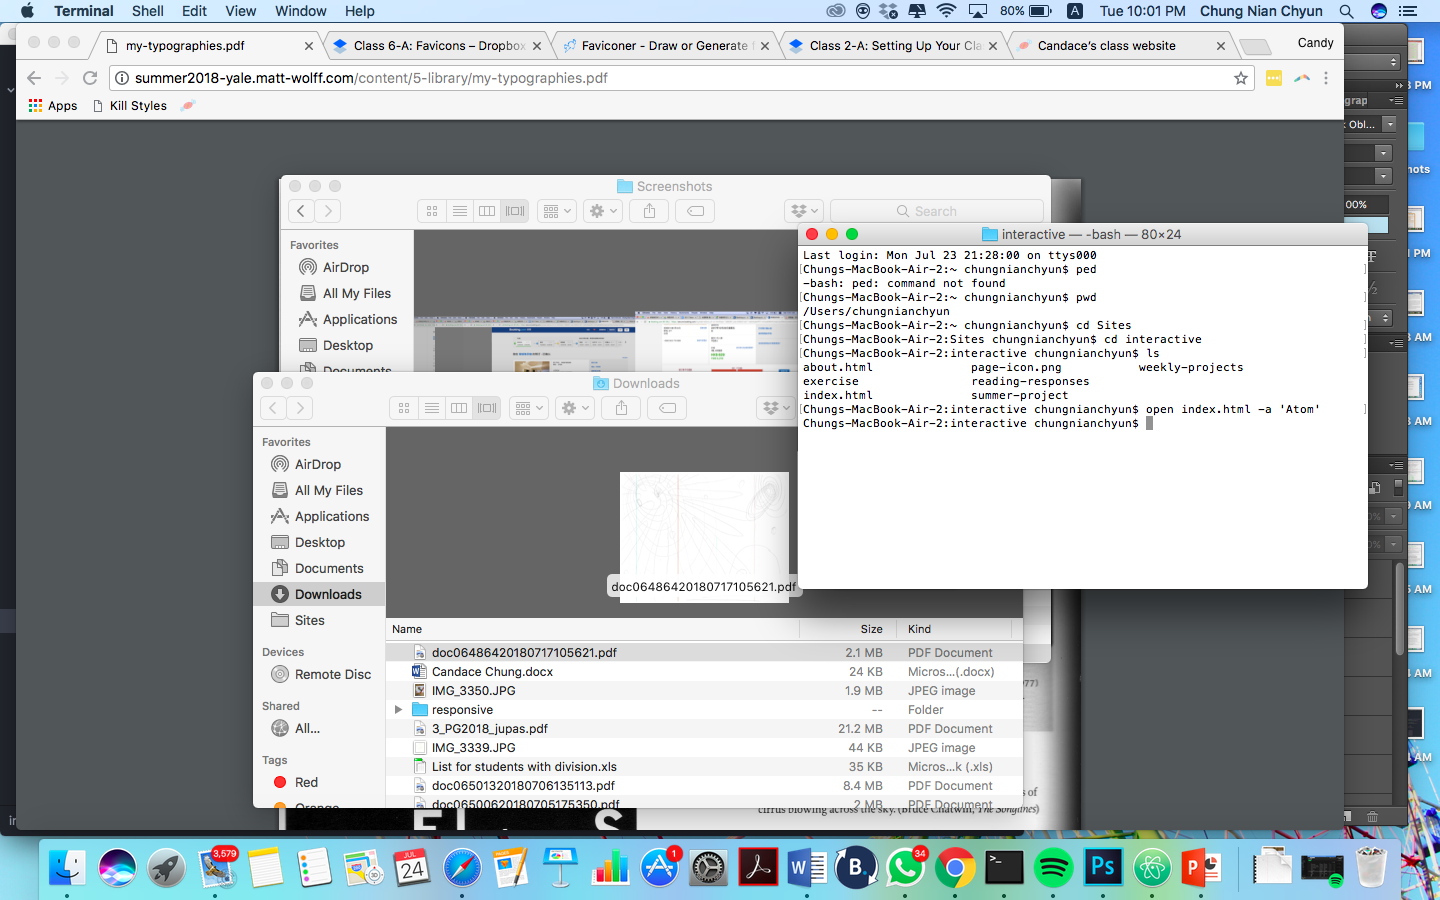 Terminal Shell Edit View Window Help 80% A Tue 10:01 PM Chung Nian Chyun
my-typographies.pdf Class 6-A: Favicons – Dropbox Faviconer - Draw or Generate Class 2-A: Setting Up Your Cla Candace's class website Candy
summer2018-yale.matt-wolff.com/content/5-library/my-typographies.pdf
Apps Kill Styles
Screenshots
Search
Favorites
AirDrop
All My Files
Applications
Desktop
Documents
Downloads
Favorites
AirDrop
All My Files
Applications
Desktop
Documents
Downloads
Sites
Devices
Remote Disc
Shared
All...
Tags
Red
Orange
doc06486420180717105621.pdf
Name Size Kind
doc06486420180717105621.pdf 2.1 MB PDF Document
Candace Chung.docx 24 KB Micros...(.docx)
IMG_3350.JPG 1.9 MB JPEG image
responsive -- Folder
3_PG2018_jupas.pdf 21.2 MB PDF Document
IMG_3339.JPG 44 KB JPEG image
List for students with division.xls 35 KB Micros...k (.xls)
doc06501320180706135113.pdf 8.4 MB PDF Document
doc06500620180705175350.pdf 2 MB PDF Document
interactive — -bash — 80×24
Last login: Mon Jul 23 21:28:00 on ttys000
[Chungs-MacBook-Air-2:~ chungnianchyun$ ped ]
-bash: ped: command not found
[Chungs-MacBook-Air-2:~ chungnianchyun$ pwd ]
/Users/chungnianchyun
[Chungs-MacBook-Air-2:~ chungnianchyun$ cd Sites ]
[Chungs-MacBook-Air-2:Sites chungnianchyun$ cd interactive ]
[Chungs-MacBook-Air-2:interactive chungnianchyun$ ls ]
about.html page-icon.png weekly-projects
exercise reading-responses
index.html summer-project
[Chungs-MacBook-Air-2:interactive chungnianchyun$ open index.html -a 'Atom' ]
Chungs-MacBook-Air-2:interactive chungnianchyun$
cirrus blowing across the sky. (Bruce Chatwin, The Songlines)
3,579
JUL
24
1
34